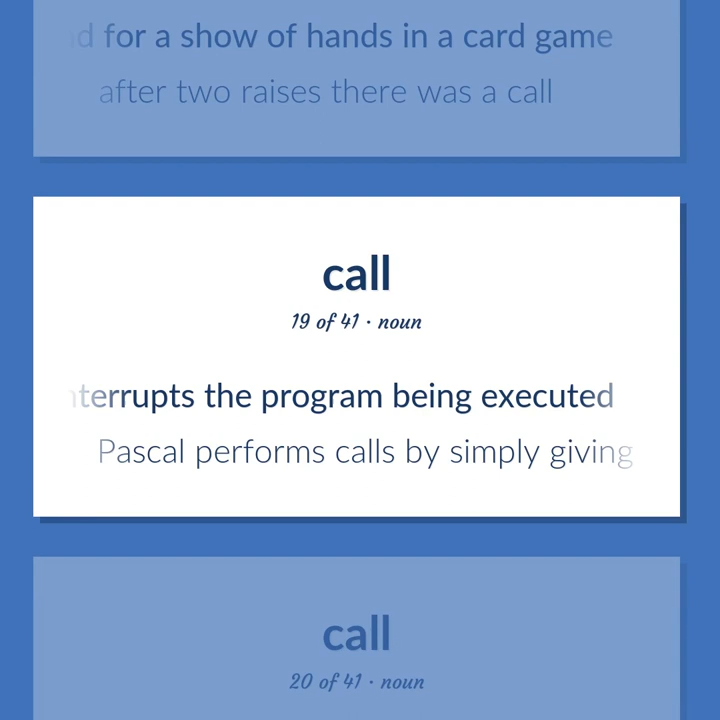 for a show of hands in a card game
after two raises there was a call
call
19 of 41 · noun
the program being executed
Pascal performs calls by simply giving
call
20 of 41 · noun